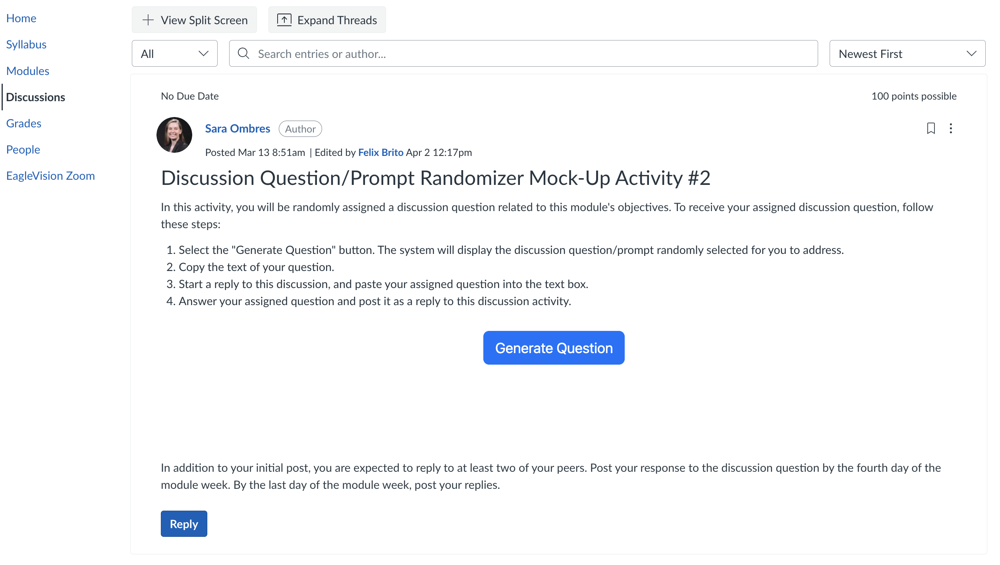 Home
Syllabus
Modules
Discussions
Grades
People
EagleVision Zoom
View Split Screen
Expand Threads
All
Search entries or author...
Newest First
No Due Date
100 points possible
Sara Ombres
Author
Posted Mar 13 8:51am | Edited by Felix Brito Apr 2 12:17pm
Discussion Question/Prompt Randomizer Mock-Up Activity #2
In this activity, you will be randomly assigned a discussion question related to this module's objectives. To receive your assigned discussion question, follow
these steps:
1. Select the "Generate Question" button. The system will display the discussion question/prompt randomly selected for you to address.
2. Copy the text of your question.
3. Start a reply to this discussion, and paste your assigned question into the text box.
4. Answer your assigned question and post it as a reply to this discussion activity.
Generate Question
In addition to your initial post, you are expected to reply to at least two of your peers. Post your response to the discussion question by the fourth day of the
module week. By the last day of the module week, post your replies.
Reply